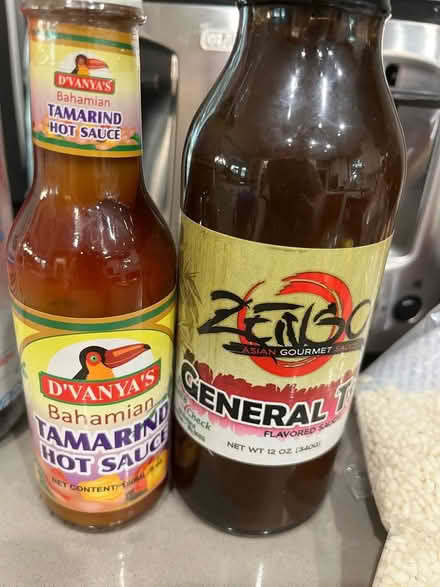 D'VANYA'S
Bahamian
TAMARIND
HOT SAUCE
D'VANYA'S
Bahamian
TAMARIND
HOT SAUCE
NET CONTENT:
ZENSO
ASIAN GOURMET
GENERAL T
FLAVORED
NET WT 12 OZ. (340G)